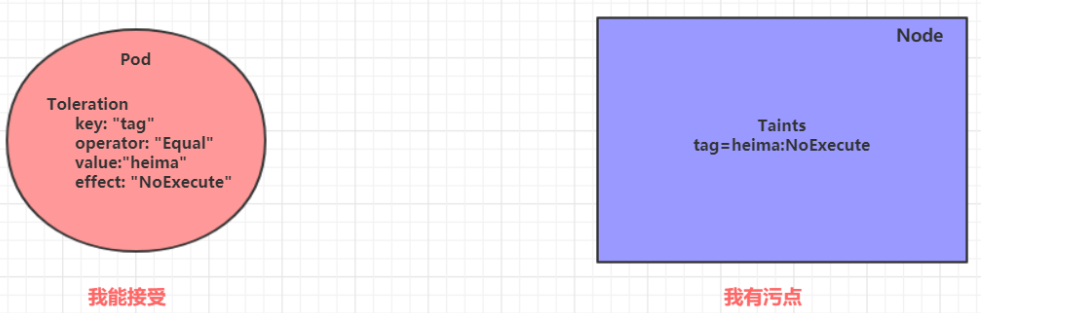 Pod
Toleration
key: "tag"
operator: "Equal"
value:"heima"
effect: "NoExecute"
我能接受
Node
Taints
tag=heima:NoExecute
我有污点